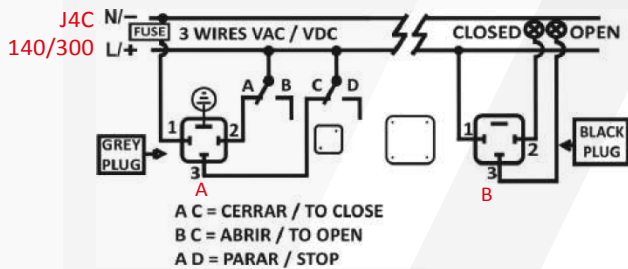 J4C
140/300
N/–
L/+
FUSE
3 WIRES VAC / VDC
CLOSED
OPEN
A
B
C
D
1
2
3
GREY
PLUG
A
1
2
3
BLACK
PLUG
B
A C = CERRAR / TO CLOSE
B C = ABRIR / TO OPEN
A D = PARAR / STOP